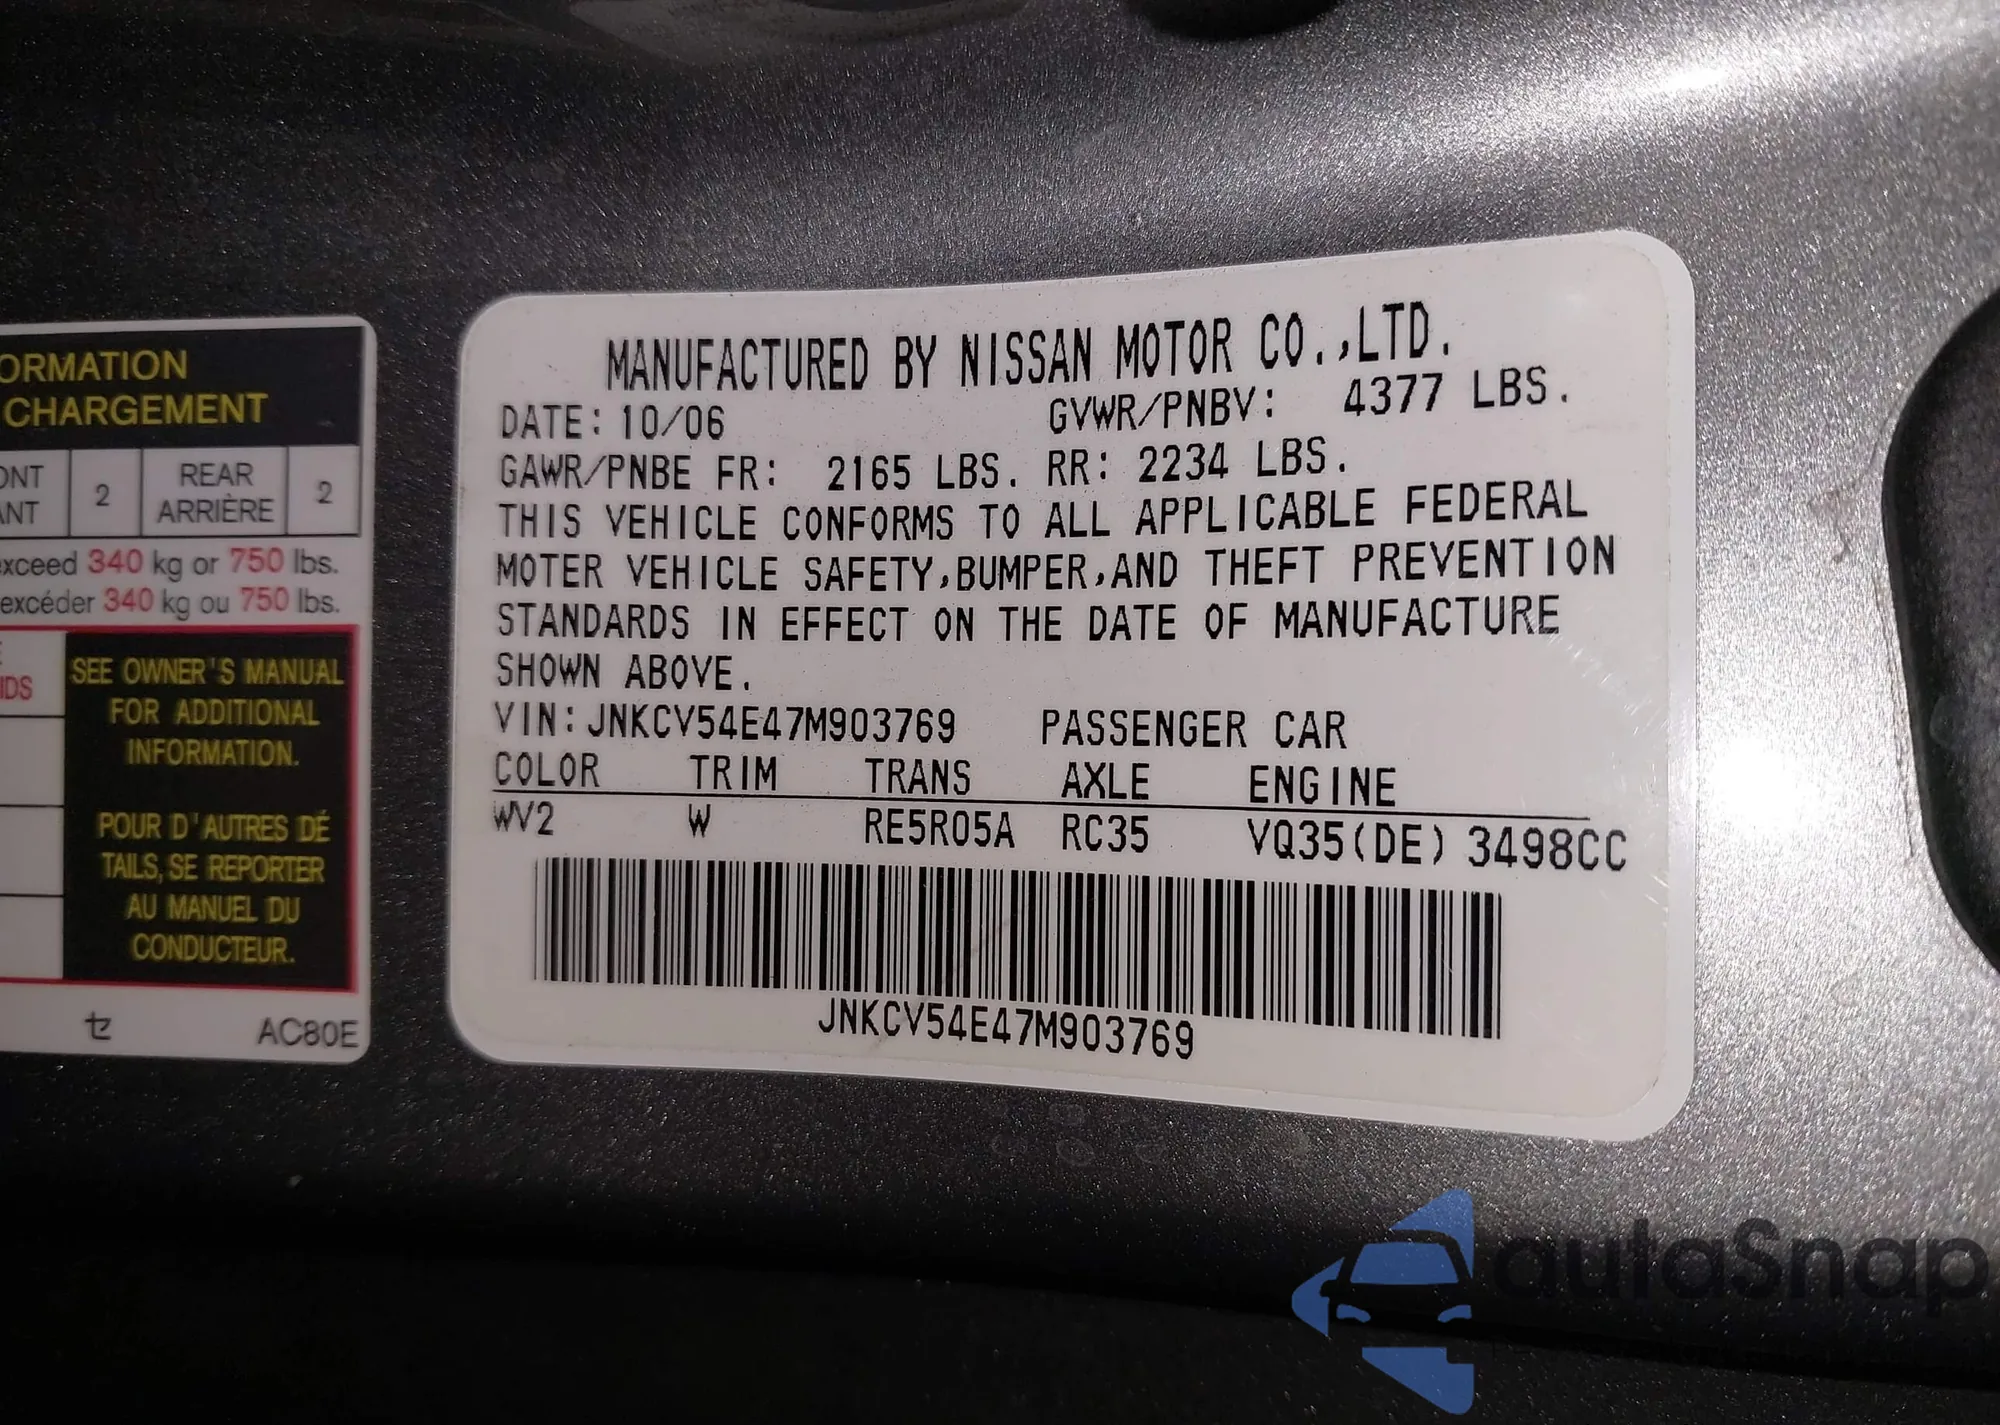 ORMATION
CHARGEMENT
ONT 2 REAR 2
ANT ARRIÈRE
exceed 340 kg or 750 lbs.
excéder 340 kg ou 750 lbs.
IDS
SEE OWNER'S MANUAL
FOR ADDITIONAL
INFORMATION.
POUR D'AUTRES DÉ
TAILS, SE REPORTER
AU MANUEL DU
CONDUCTEUR.
セ AC80E
MANUFACTURED BY NISSAN MOTOR CO.,LTD.
DATE: 10/06 GVWR/PNBV: 4377 LBS.
GAWR/PNBE FR: 2165 LBS. RR: 2234 LBS.
THIS VEHICLE CONFORMS TO ALL APPLICABLE FEDERAL
MOTER VEHICLE SAFETY,BUMPER,AND THEFT PREVENTION
STANDARDS IN EFFECT ON THE DATE OF MANUFACTURE
SHOWN ABOVE.
VIN: JNKCV54E47M903769 PASSENGER CAR
COLOR TRIM TRANS AXLE ENGINE
WV2 W RE5R05A RC35 VQ35(DE) 3498CC
JNKCV54E47M903769
autaSnap